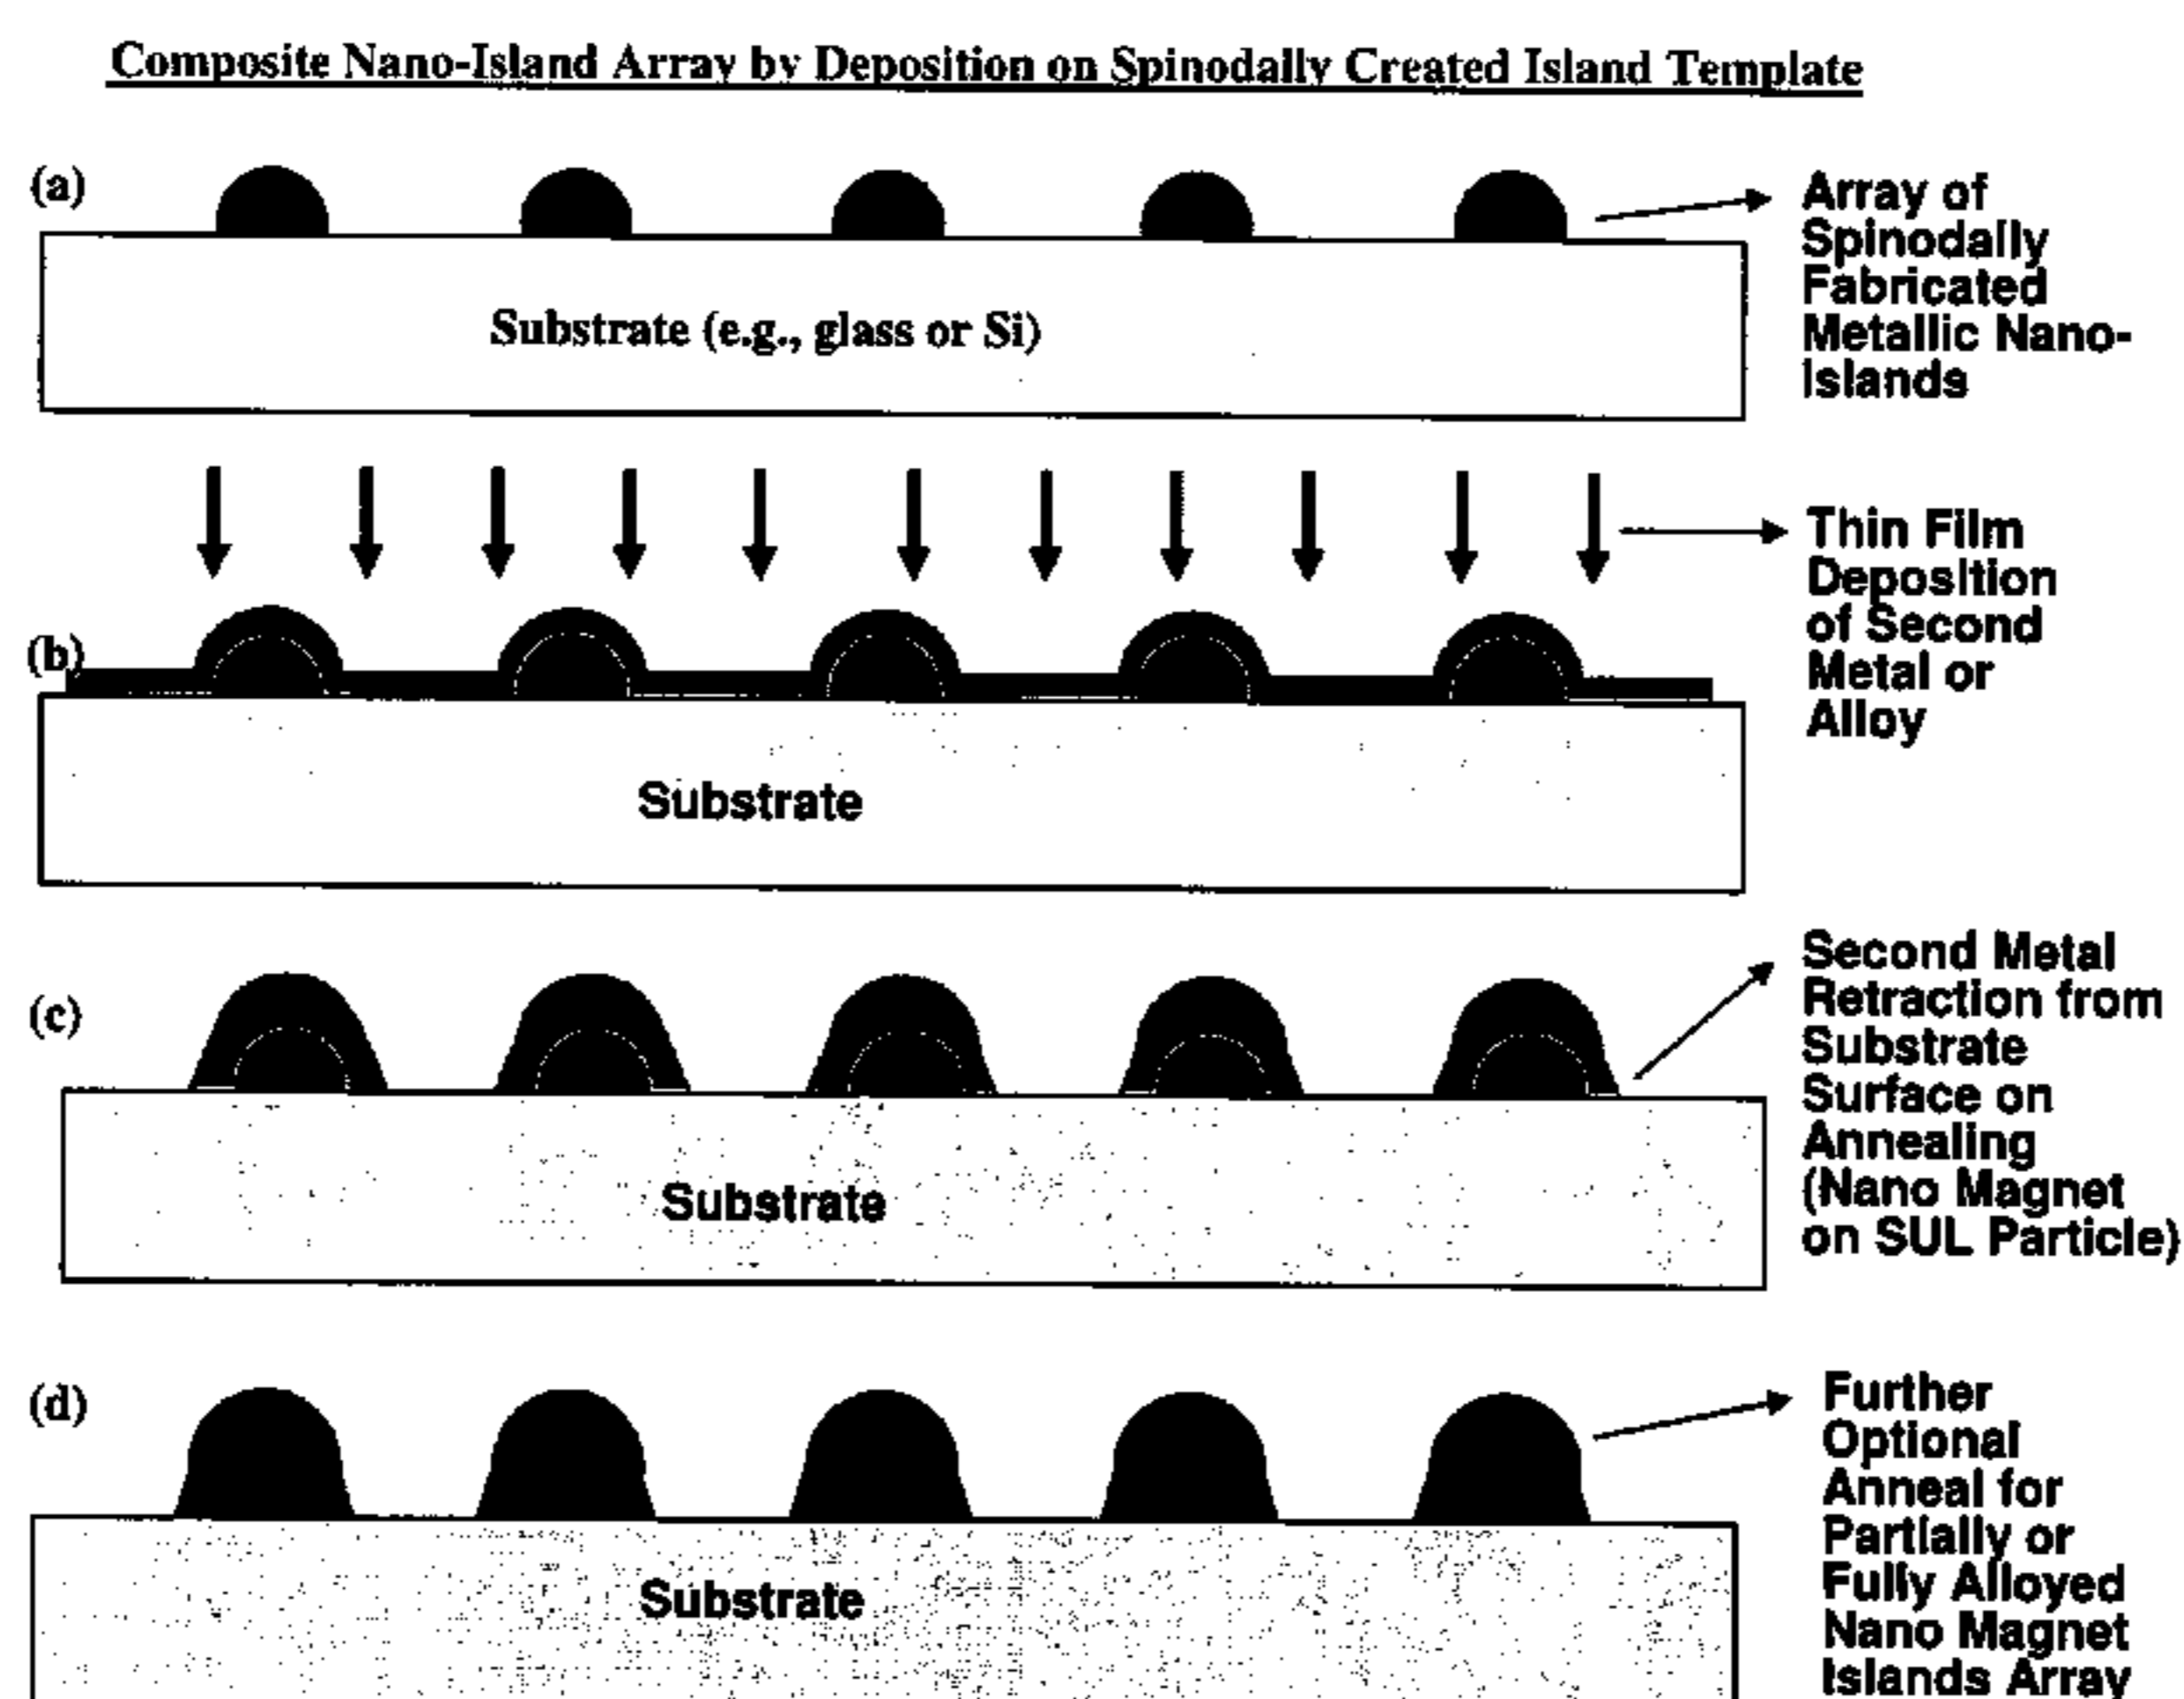 Composite Nano-Island Array by Deposition on Spinodally Created Island Template
(a)
Substrate (e.g., glass or Si)
Array of
Spinodally
Fabricated
Metallic Nano-
Islands
(b)
Substrate
Thin Film
Deposition
of Second
Metal or
Alloy
(c)
Substrate
Second Metal
Retraction from
Substrate
Surface on
Annealing
(Nano Magnet
on SUL Particle)
(d)
Substrate
Further
Optional
Anneal for
Partially or
Fully Alloyed
Nano Magnet
Islands Array